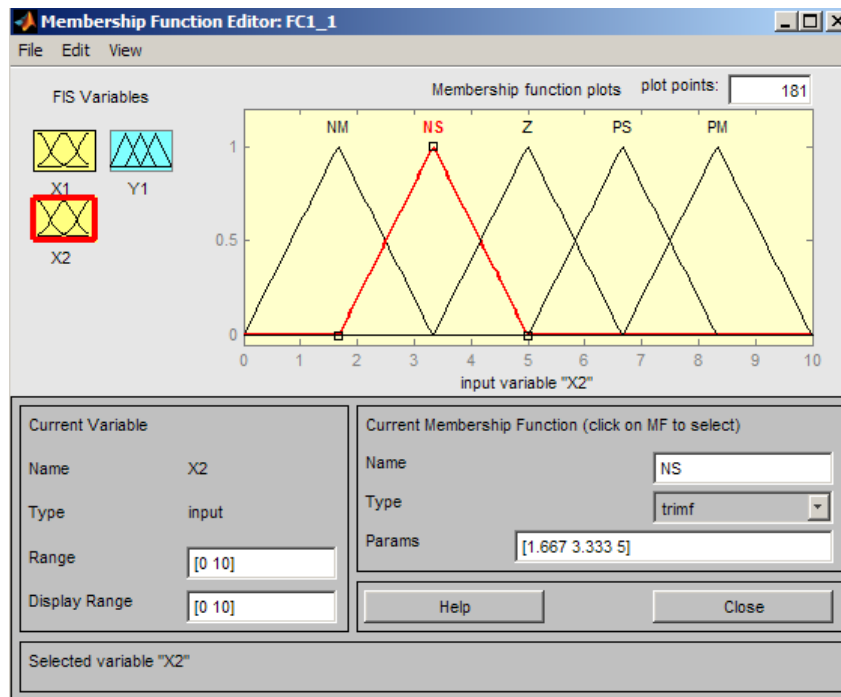 Membership Function Editor: FC1_1
File Edit View
FIS Variables
Membership function plots plot points: 181
X1 Y1
X2
NM NS Z PS PM
1
0.5
0
0 1 2 3 4 5 6 7 8 9 10
input variable "X2"
Current Variable
Name X2
Type input
Range [0 10]
Display Range [0 10]
Current Membership Function (click on MF to select)
Name NS
Type trimf
Params [1.667 3.333 5]
Help Close
Selected variable "X2"